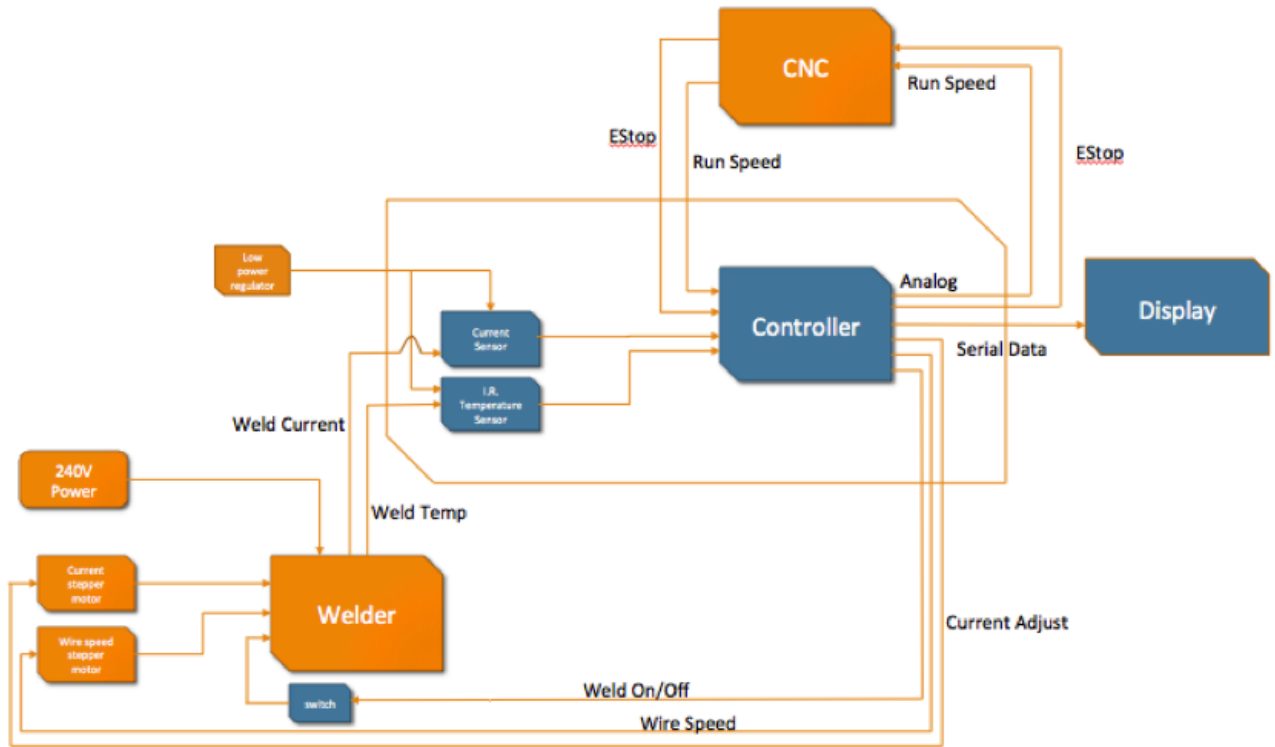 CNC
Run Speed
EStop
Run Speed
EStop
Low
power
regulator
Analog
Controller
Display
Current
Sensor
Serial Data
I.R.
Temperature
Sensor
Weld Current
240V
Power
Weld Temp
Current
stepper
motor
Welder
Wire speed
stepper
motor
Current Adjust
Weld On/Off
switch
Wire Speed